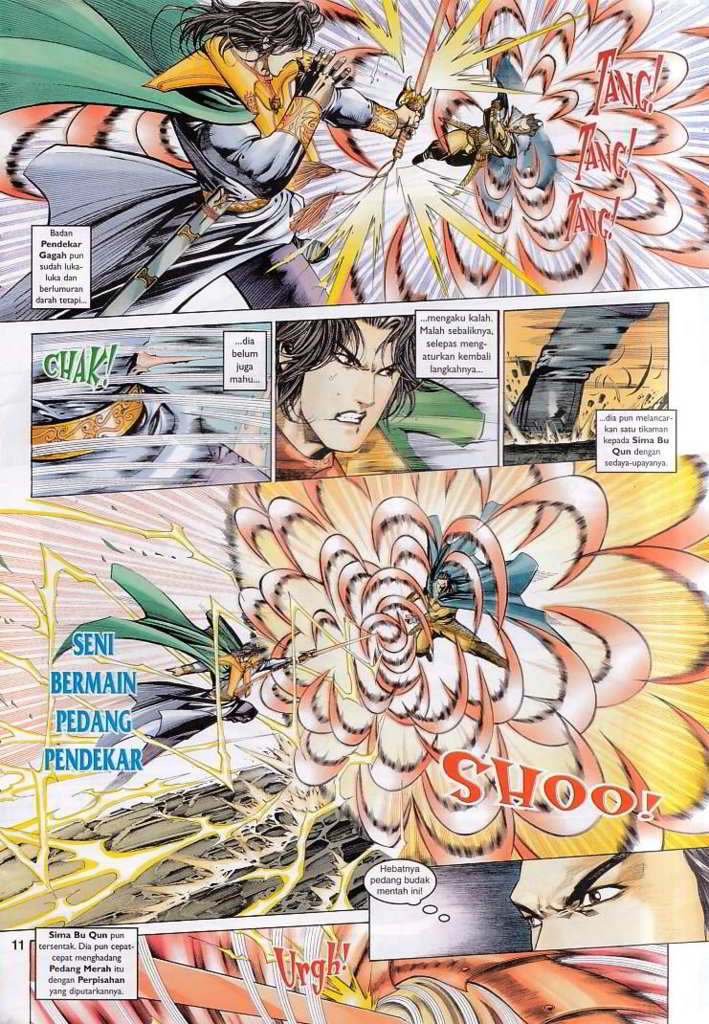 TANG!
TANG!
TANG!
Badan
Pendekar
Gagah pun
sudah luka-
luka dan
berlumuran
darah tetapi...
CHAK!
...dia
belum
juga
mahu...
...mengaku kalah.
Malah sebaliknya,
selepas meng-
aturkan kembali
langkahnya...
...dia pun melancar-
kan satu tikaman
kepada Sima Bu
Qun dengan
sedaya-upayanya.
SENI
BERMAIN
PEDANG
PENDEKAR
SHOO!
Hebatnya
pedang budak
mentah ini!
11
Sima Bu Qun pun
tersentak. Dia cepat-
cepat menghadang
Pedang Merah itu
dengan Perpisahan
yang diputarkannya.
Urgh!